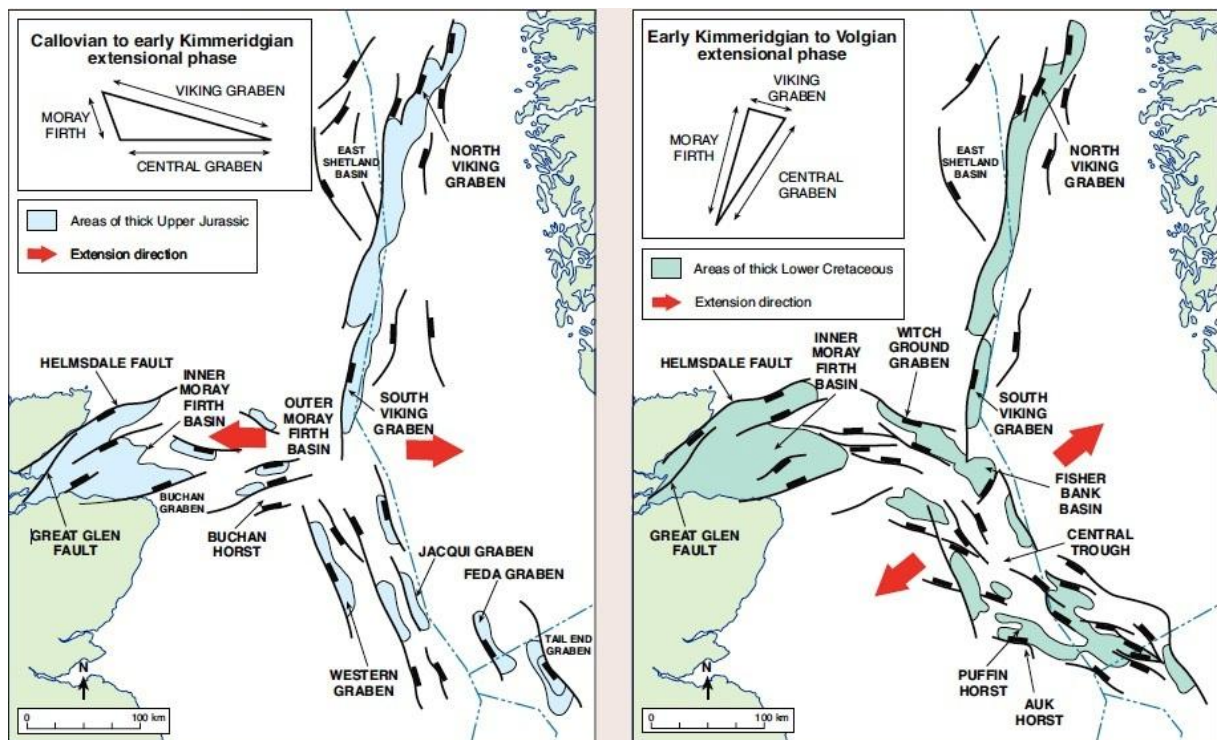 Callovian to early Kimmeridgian
extensional phase
VIKING GRABEN
MORAY
FIRTH
CENTRAL GRABEN
Areas of thick Upper Jurassic
Extension direction
EAST
SHETLAND
BASIN
NORTH
VIKING
GRABEN
HELMSDALE FAULT
INNER
MORAY
FIRTH
BASIN
OUTER
MORAY
FIRTH
BASIN
SOUTH
VIKING
GRABEN
BUCHAN
GRABEN
GREAT GLEN
FAULT
BUCHAN
HORST
JACQUI GRABEN
FEDA GRABEN
TAIL END
GRABEN
WESTERN
GRABEN
N
0 100 km
Early Kimmeridgian to Volgian
extensional phase
VIKING
GRABEN
MORAY
FIRTH
CENTRAL
GRABEN
Areas of thick Lower Cretaceous
Extension direction
EAST
SHETLAND
BASIN
NORTH
VIKING
GRABEN
HELMSDALE FAULT
INNER
MORAY FIRTH
BASIN
WITCH
GROUND
GRABEN
SOUTH
VIKING
GRABEN
FISHER
BANK
BASIN
GREAT GLEN
FAULT
CENTRAL
TROUGH
PUFFIN
HORST
AUK
HORST
N
0 100 km